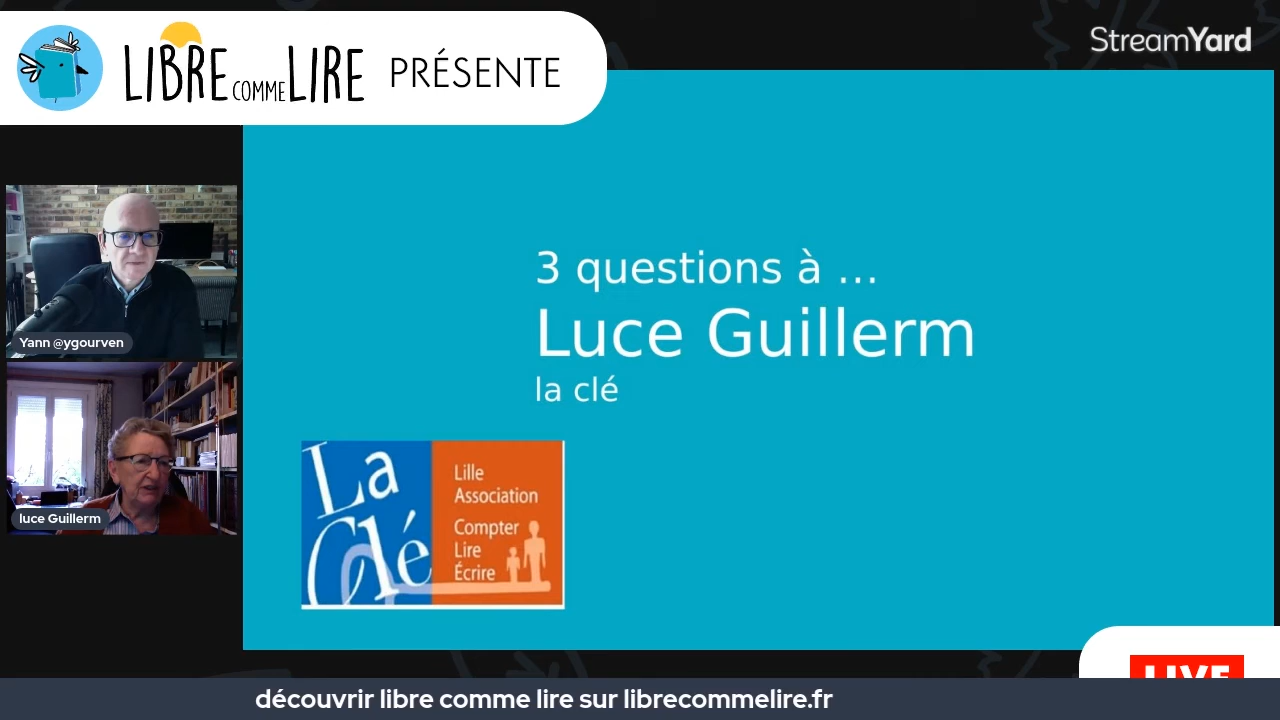 LIBRE COMME LIRE PRÉSENTE
StreamYard
3 questions à ...
Luce Guillerm
la clé
La
Clé
Lille
Association
Compter
Lire
Écrire
Yann @ygourven
luce Guillerm
LIVE
découvrir libre comme lire sur librecommelire.fr